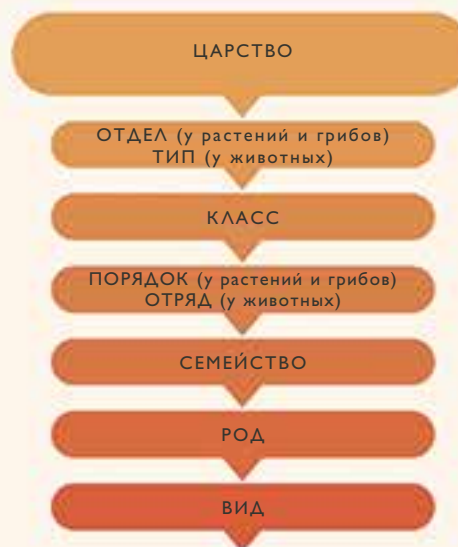 ЦАРСТВО
ОТДЕЛ (у растений и грибов)
ТИП (у животных)
КЛАСС
ПОРЯДОК (у растений и грибов)
ОТРЯД (у животных)
СЕМЕЙСТВО
РОД
ВИД